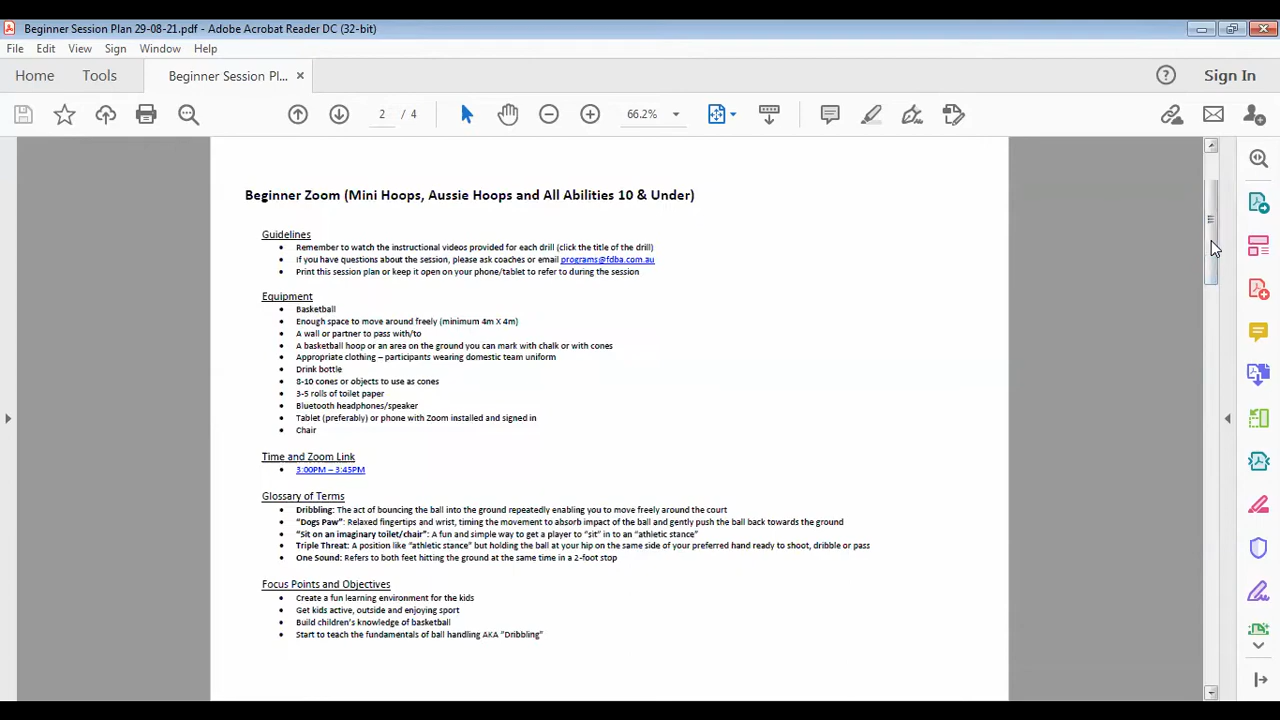 Beginner Session Plan 29-08-21.pdf - Adobe Acrobat Reader DC (32-bit)
File Edit View Sign Window Help
Home Tools Beginner Session Pl... × Sign In
2 / 4 66.2%
Beginner Zoom (Mini Hoops, Aussie Hoops and All Abilities 10 & Under)
Guidelines
• Remember to watch the instructional videos provided for each drill (click the title of the drill)
• If you have questions about the session, please ask coaches or email programs@fdba.com.au
• Print this session plan or keep it open on your phone/tablet to refer to during the session
Equipment
• Basketball
• Enough space to move around freely (minimum 4m X 4m)
• A wall or partner to pass with/to
• A basketball hoop or an area on the ground you can mark with chalk or with cones
• Appropriate clothing – participants wearing domestic team uniform
• Drink bottle
• 8-10 cones or objects to use as cones
• 3-5 rolls of toilet paper
• Bluetooth headphones/speaker
• Tablet (preferably) or phone with Zoom installed and signed in
• Chair
Time and Zoom Link
• 3:00PM – 3:45PM
Glossary of Terms
• Dribbling: The act of bouncing the ball into the ground repeatedly enabling you to move freely around the court
• “Dogs Paw”: Relaxed fingertips and wrist, timing the movement to absorb impact of the ball and gently push the ball back towards the ground
• “Sit on an imaginary toilet/chair”: A fun and simple way to get a player to “sit” in to an “athletic stance”
• Triple Threat: A position like “athletic stance” but holding the ball at your hip on the same side of your preferred hand ready to shoot, dribble or pass
• One Sound: Refers to both feet hitting the ground at the same time in a 2-foot stop
Focus Points and Objectives
• Create a fun learning environment for the kids
• Get kids active, outside and enjoying sport
• Build children’s knowledge of basketball
• Start to teach the fundamentals of ball handling AKA “Dribbling”